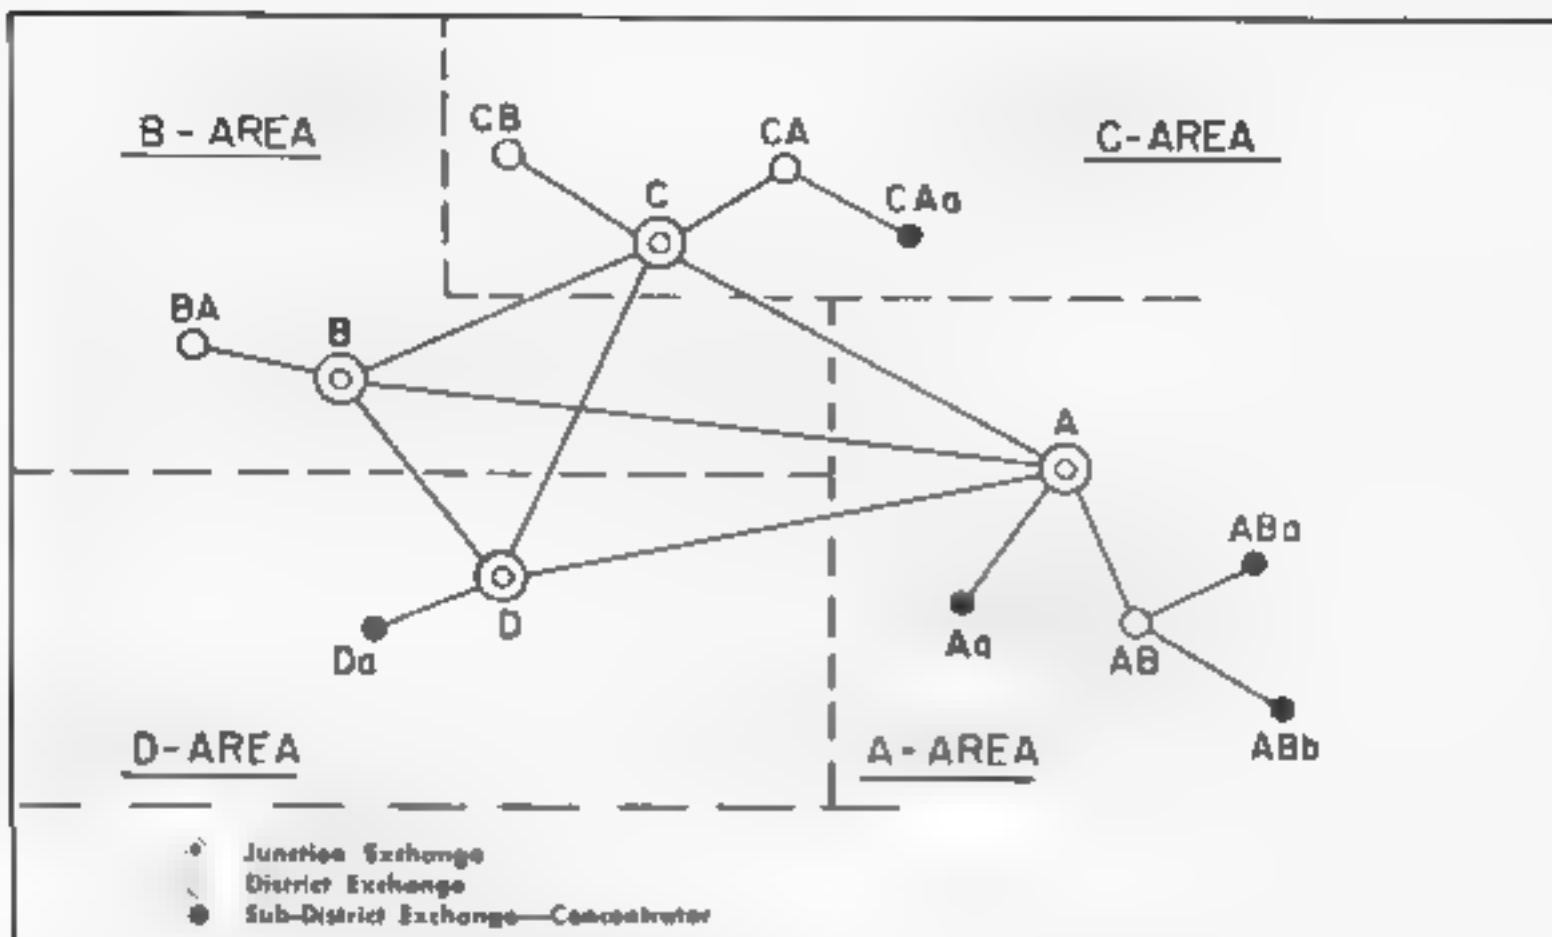 B - AREA
CB
CA
C-AREA
C
CAa
BA
B
A
ABa
Aa
AB
D
Da
ABb
D-AREA
A-AREA
Junction Exchange
District Exchange
Sub-District Exchange—Concentrator